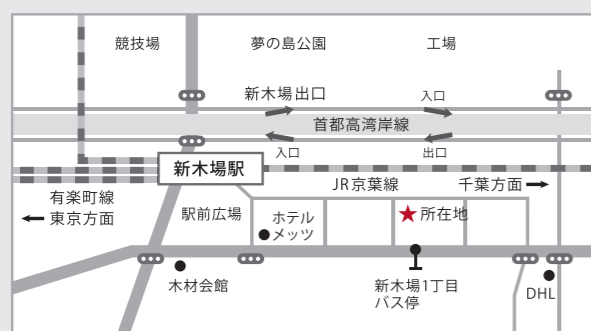 競技場
夢の島公園
工場
新木場出口
入口
首都高湾岸線
入口
出口
新木場駅
JR京葉線
千葉方面
有楽町線
東京方面
駅前広場
ホテル
メッツ
所在地
木材会館
新木場1丁目
バス停
DHL